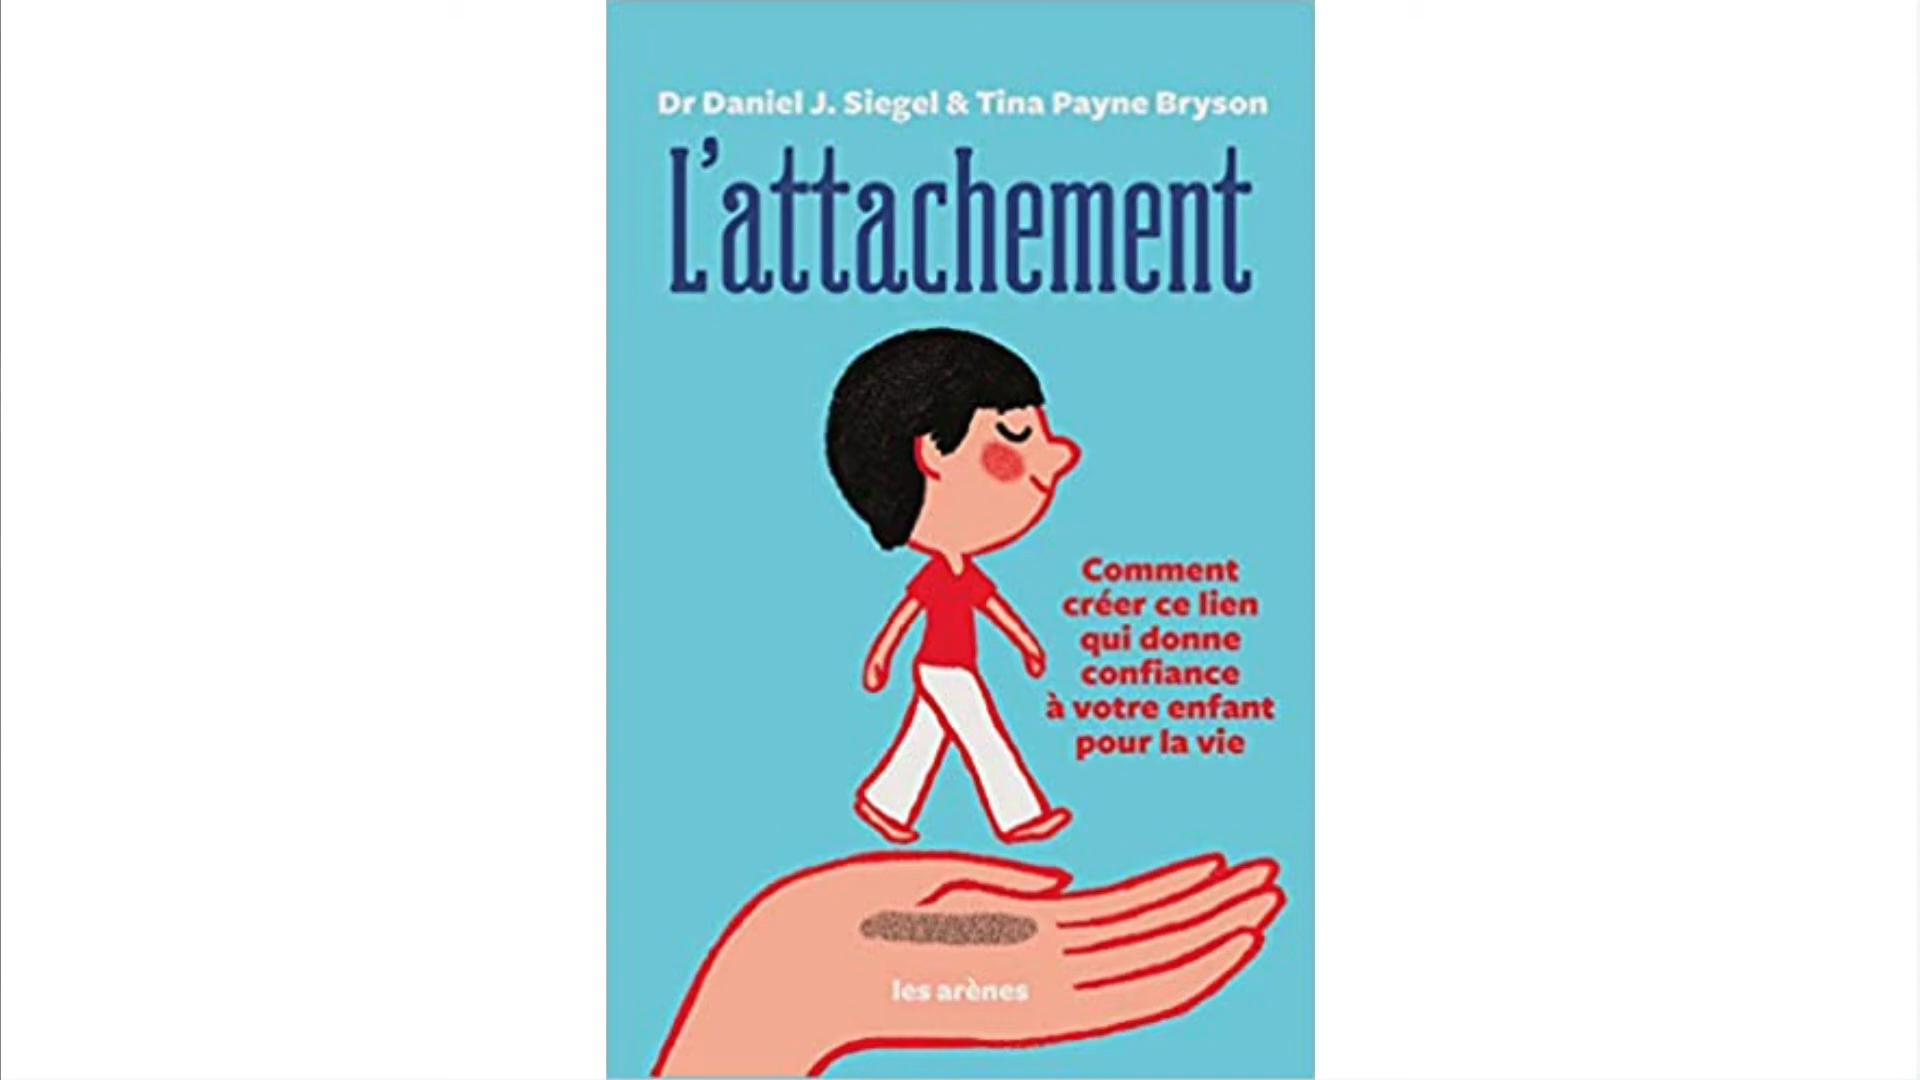 Dr Daniel J. Siegel & Tina Payne Bryson
L'attachement
Comment
créer ce lien
qui donne
confiance
à votre enfant
pour la vie
les arènes